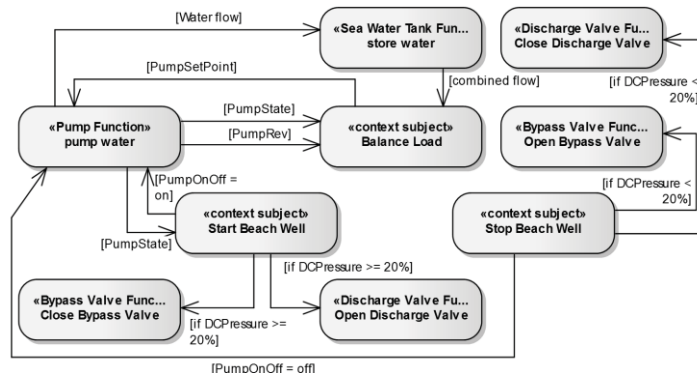 [Water flow]
«Sea Water Tank Fun...
store water
«Discharge Valve Fu...
Close Discharge Valve
[PumpSetPoint]
[combined flow]
[if DCPressure <
20%]
«Pump Function»
pump water
[PumpState]
[PumpRev]
«context subject»
Balance Load
«Bypass Valve Func...
Open Bypass Valve
[PumpOnOff =
on]
[if DCPressure <
20%]
«context subject»
Start Beach Well
«context subject»
Stop Beach Well
[PumpState]
[if DCPressure >= 20%]
«Bypass Valve Func...
Close Bypass Valve
[if DCPressure >=
20%]
«Discharge Valve Fu...
Open Discharge Valve
[PumpOnOff = off]